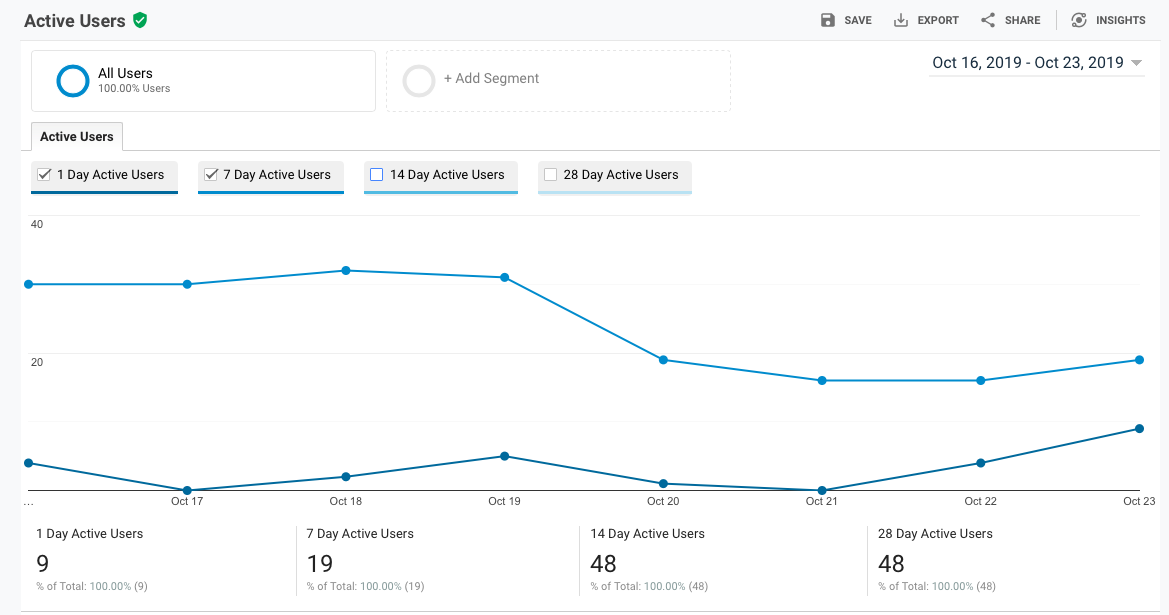 Active Users
SAVE EXPORT SHARE INSIGHTS
All Users
100.00% Users
+ Add Segment
Oct 16, 2019 - Oct 23, 2019
Active Users
1 Day Active Users 7 Day Active Users 14 Day Active Users 28 Day Active Users
40
20
... Oct 17 Oct 18 Oct 19 Oct 20 Oct 21 Oct 22 Oct 23
1 Day Active Users
9
% of Total: 100.00% (9)
7 Day Active Users
19
% of Total: 100.00% (19)
14 Day Active Users
48
% of Total: 100.00% (48)
28 Day Active Users
48
% of Total: 100.00% (48)